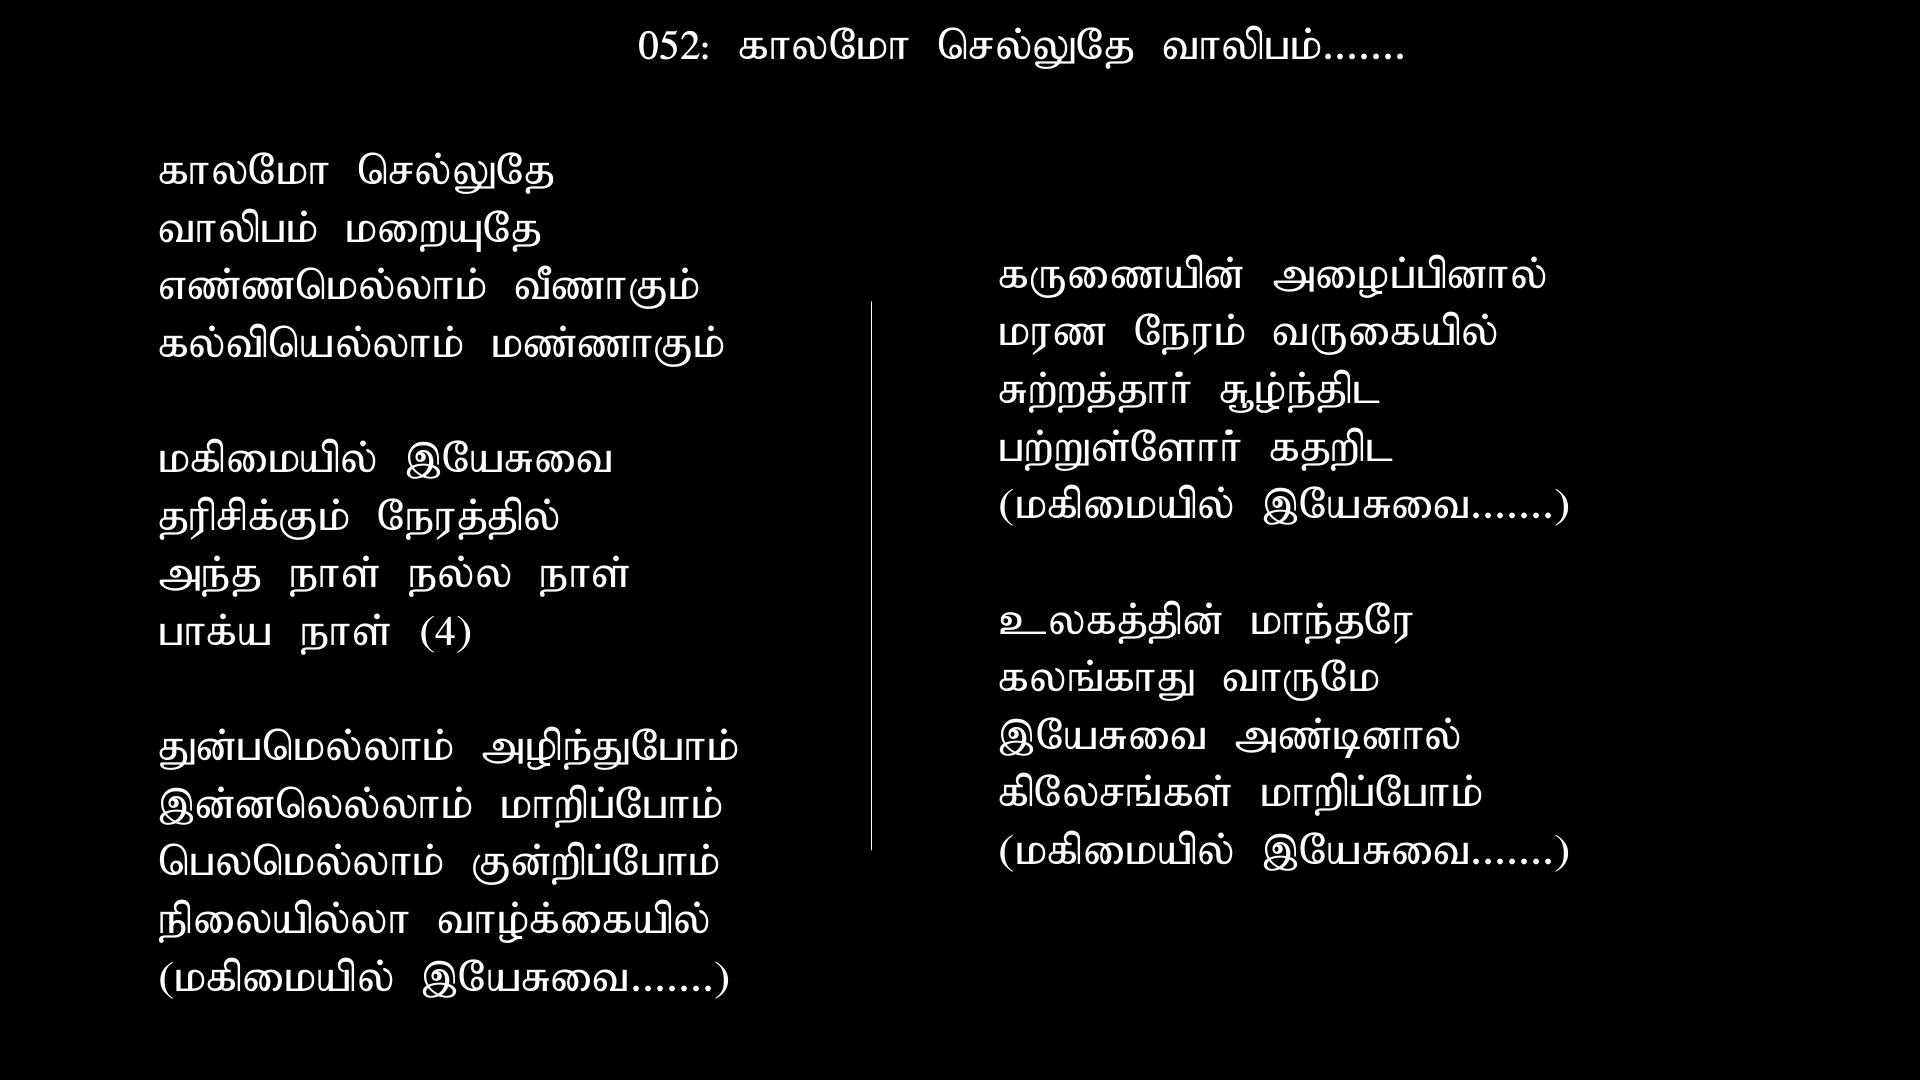 052: காலமோ செல்லுதே வாலிபம்.......
காலமோ செல்லுதே
வாலிபம் மறையுதே
எண்ணமெல்லாம் வீணாகும்
கல்வியெல்லாம் மண்ணாகும்
மகிமையில் இயேசுவை
தரிசிக்கும் நேரத்தில்
அந்த நாள் நல்ல நாள்
பாக்ய நாள் (4)
துன்பமெல்லாம் அழிந்துபோம்
இன்னலெல்லாம் மாறிப்போம்
பெலமெல்லாம் குன்றிப்போம்
நிலையில்லா வாழ்க்கையில்
(மகிமையில் இயேசுவை.......)
கருணையின் அழைப்பினால்
மரண நேரம் வருகையில்
சுற்றத்தார் சூழ்ந்திட
பற்றுள்ளோர் கதறிட
(மகிமையில் இயேசுவை.......)
உலகத்தின் மாந்தரே
கலங்காது வாருமே
இயேசுவை அண்டினால்
கிலேசங்கள் மாறிப்போம்
(மகிமையில் இயேசுவை.......)